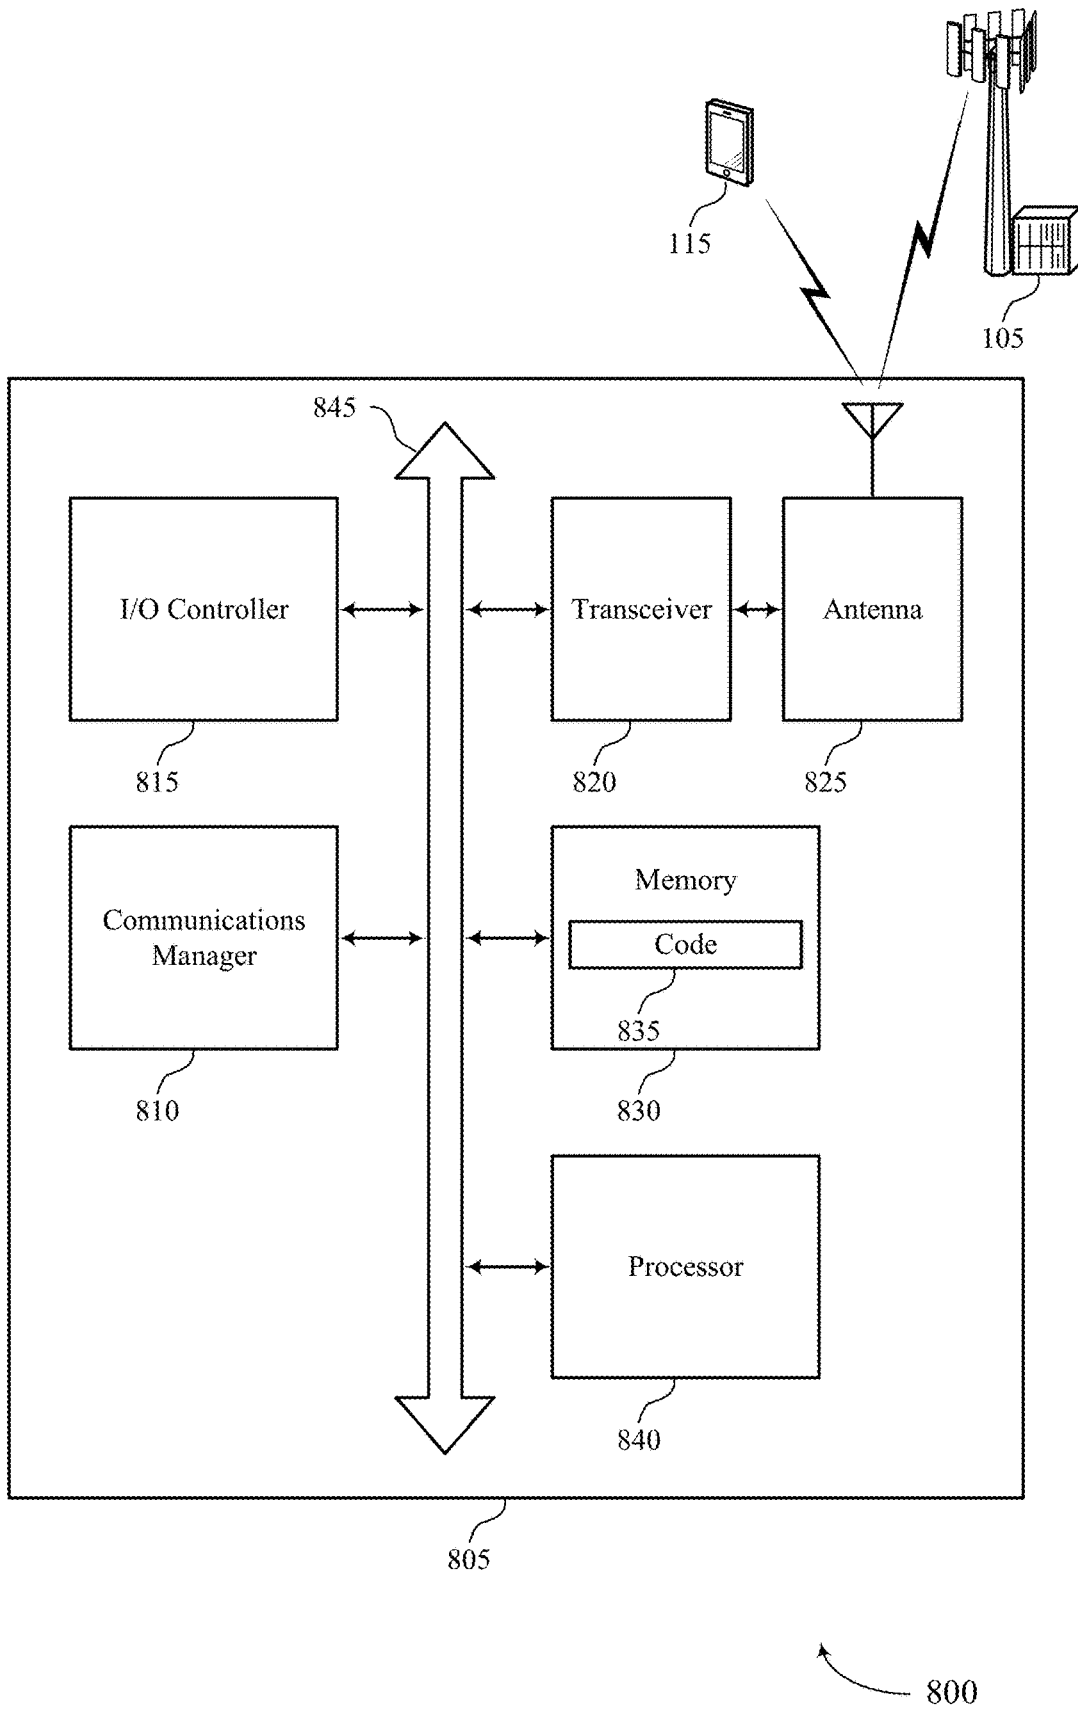 115
105
845
I/O Controller
Transceiver
Antenna
815
820
825
Communications
Manager
Memory
Code
835
810
830
Processor
840
805
800